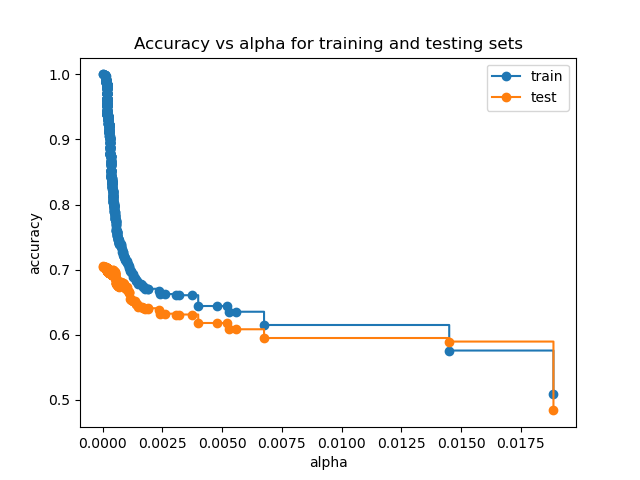 Accuracy vs alpha for training and testing sets
train
test
1.0
0.9
0.8
0.7
0.6
0.5
accuracy
0.0000 0.0025 0.0050 0.0075 0.0100 0.0125 0.0150 0.0175
alpha